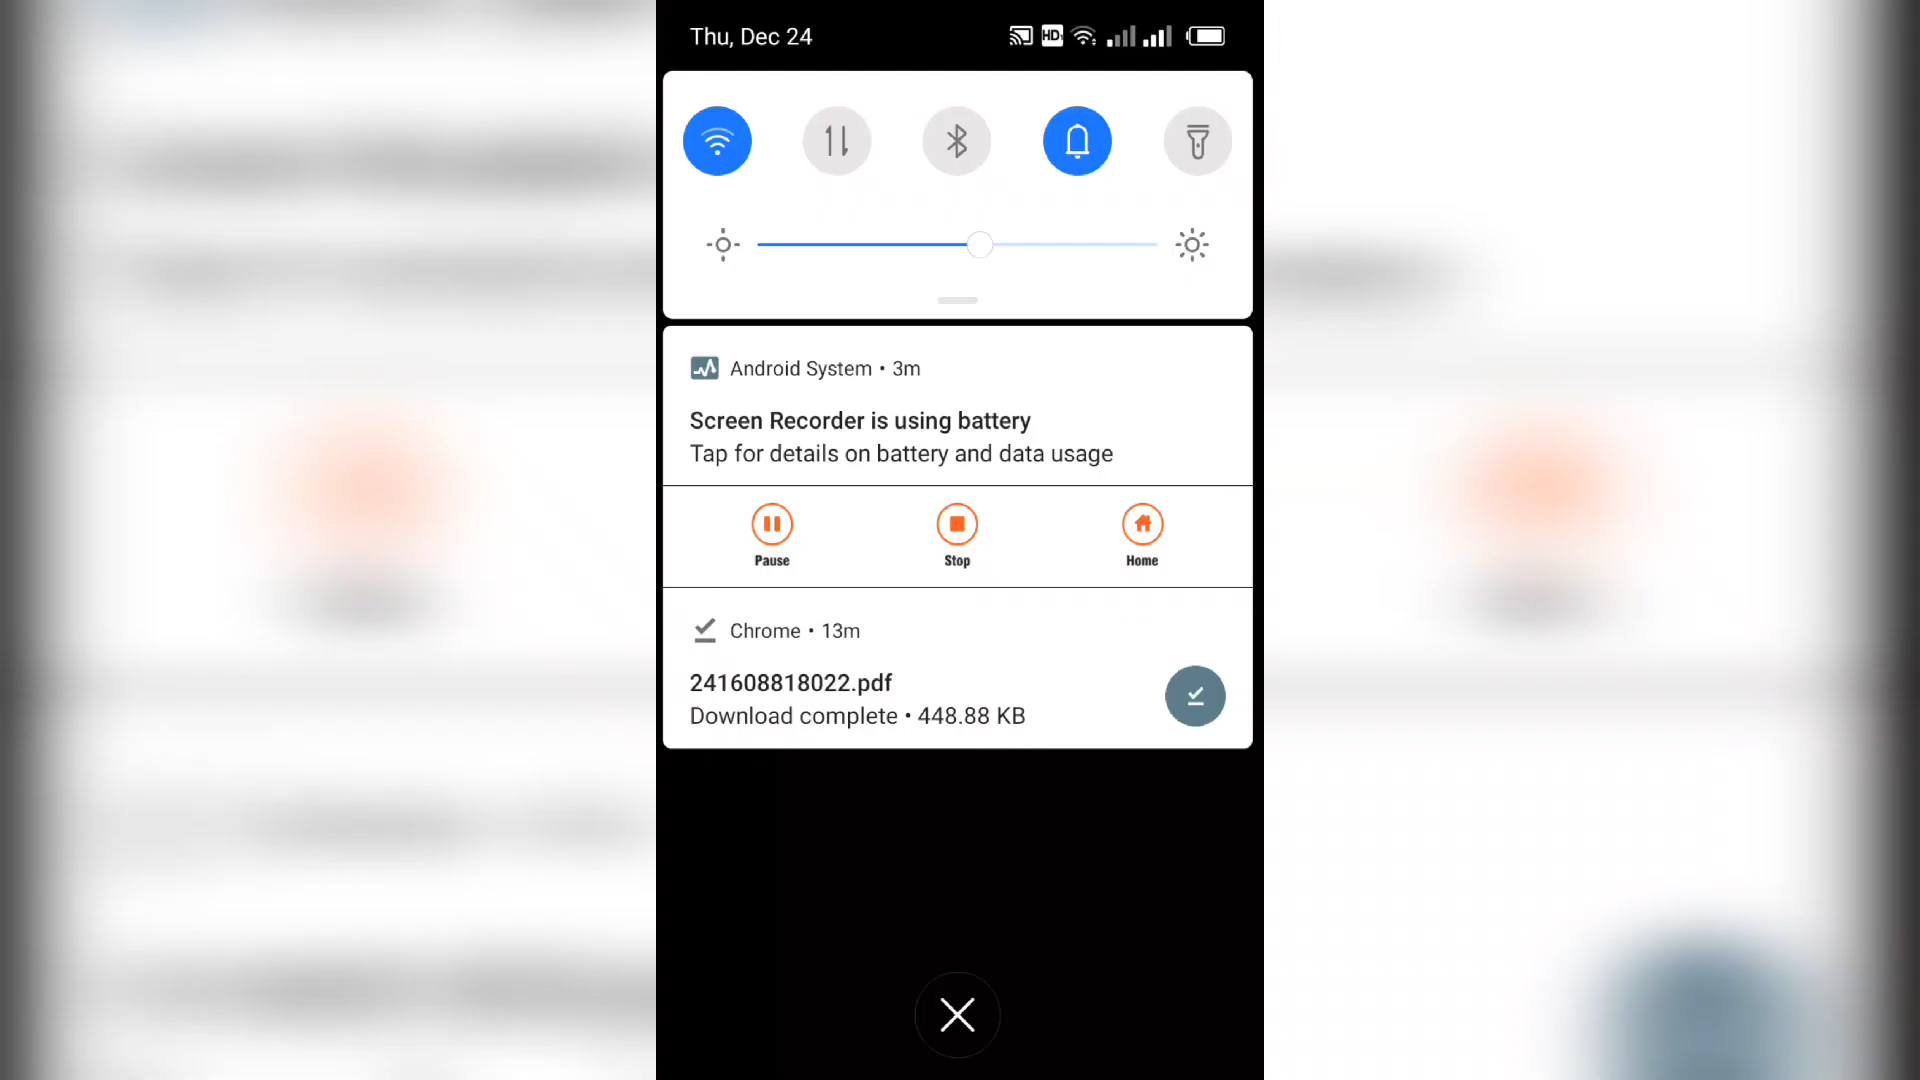 Thu, Dec 24
HD
Android System • 3m
Screen Recorder is using battery
Tap for details on battery and data usage
Pause
Stop
Home
Chrome • 13m
241608818022.pdf
Download complete • 448.88 KB